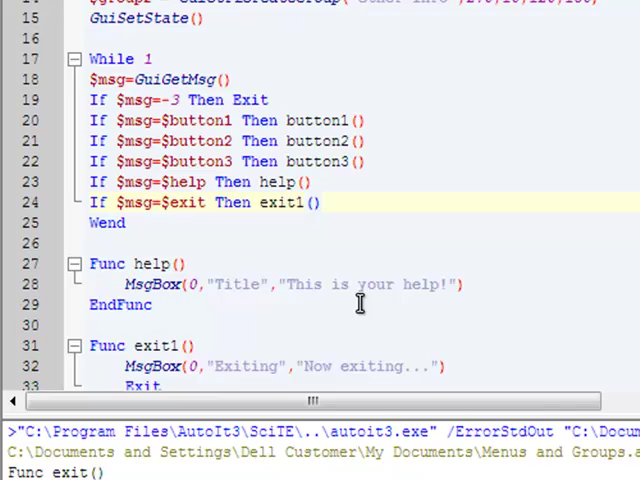 15 GuiSetState()
16
17 While 1
18 $msg=GuiGetMsg()
19 If $msg=-3 Then Exit
20 If $msg=$button1 Then button1()
21 If $msg=$button2 Then button2()
22 If $msg=$button3 Then button3()
23 If $msg=$help Then help()
24 If $msg=$exit Then exit1()
25 Wend
26
27 Func help()
28 MsgBox(0,"Title","This is your help!")
29 EndFunc
30
31 Func exit1()
32 MsgBox(0,"Exiting","Now exiting...")
33 Exit
>"C:\Program Files\AutoIt3\SciTE\..\autoit3.exe" /ErrorStdOut "C:\Docum
C:\Documents and Settings\Dell Customer\My Documents\Menus and Groups.a
Func exit()